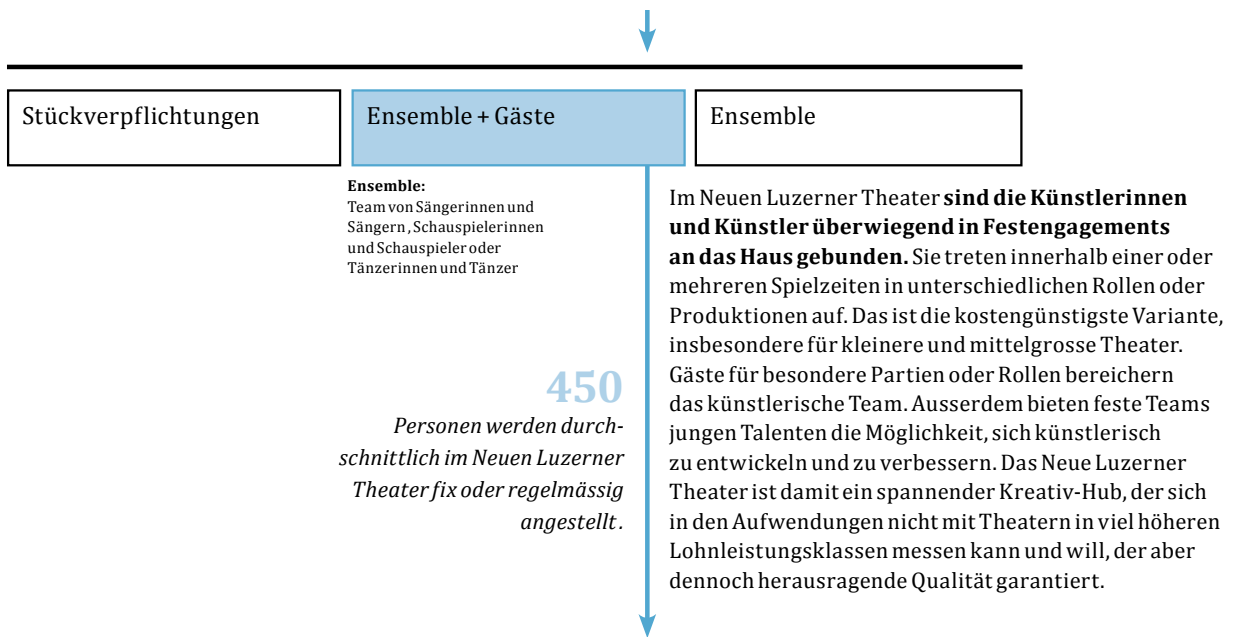 Stückverpflichtungen
Ensemble + Gäste
Ensemble
Ensemble:
Team von Sängerinnen und
Sängern, Schauspielerinnen
und Schauspieler oder
Tänzerinnen und Tänzer
450
Personen werden durch-
schnittlich im Neuen Luzerner
Theater fix oder regelmässig
angestellt.
Im Neuen Luzerner Theater sind die Künstlerinnen
und Künstler überwiegend in Festengagements
an das Haus gebunden. Sie treten innerhalb einer oder
mehreren Spielzeiten in unterschiedlichen Rollen oder
Produktionen auf. Das ist die kostengünstigste Variante,
insbesondere für kleinere und mittelgrosse Theater.
Gäste für besondere Partien oder Rollen bereichern
das künstlerische Team. Ausserdem bieten feste Teams
jungen Talenten die Möglichkeit, sich künstlerisch
zu entwickeln und zu verbessern. Das Neue Luzerner
Theater ist damit ein spannender Kreativ-Hub, der sich
in den Aufwendungen nicht mit Theatern in viel höheren
Lohnleistungsklassen messen kann und will, der aber
dennoch herausragende Qualität garantiert.